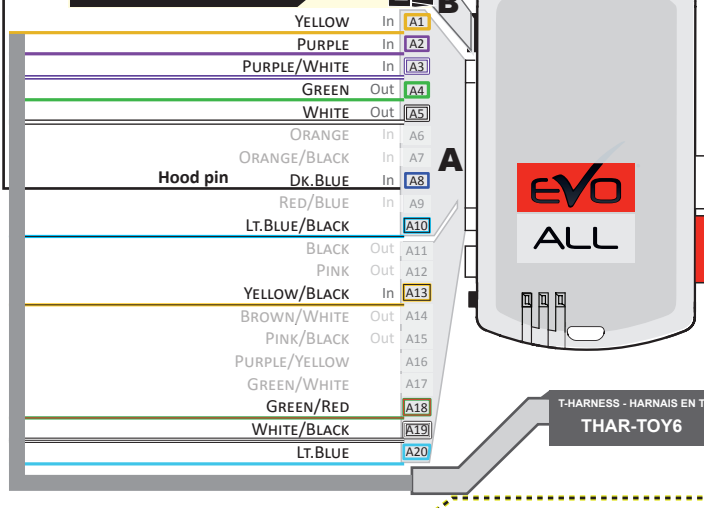 B
YELLOW In A1
PURPLE In A2
PURPLE/WHITE In A3
GREEN Out A4
WHITE Out A5
ORANGE In A6
ORANGE/BLACK In A7
A
Hood pin DK.BLUE In A8
RED/BLUE In A9
LT.BLUE/BLACK A10
BLACK Out A11
PINK Out A12
YELLOW/BLACK In A13
BROWN/WHITE Out A14
PINK/BLACK Out A15
PURPLE/YELLOW A16
GREEN/WHITE A17
GREEN/RED A18
WHITE/BLACK A19
LT.BLUE A20
EVO
ALL
T-HARNESS - HARNAIS EN T
THAR-TOY6